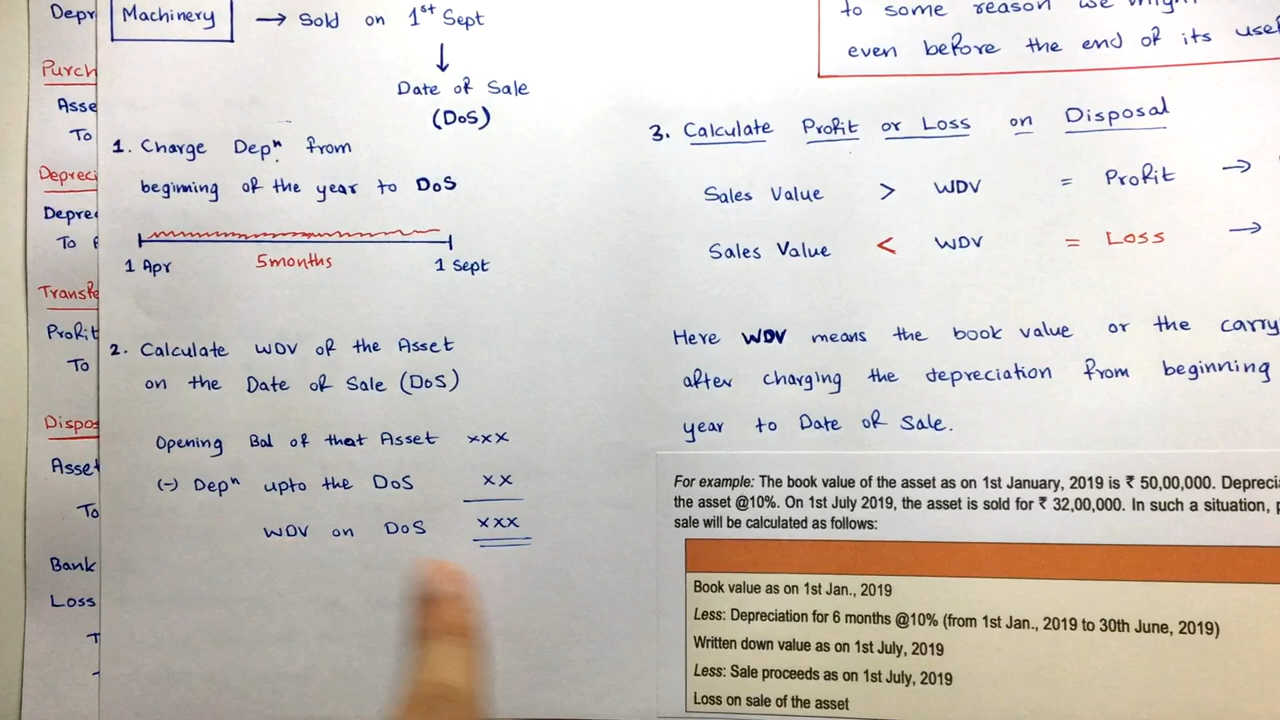 Depr
Purch
Asse
To
Depreci
Depre
To
Transfe
Profit
To
Dispos
Asset
To
Bank
Loss
Machinery → Sold on 1st Sept
↓
Date of Sale
(DoS)
1. Charge Depn from
beginning of the year to DoS
1 Apr 5months 1 Sept
2. Calculate WDV of the Asset
on the Date of Sale (DoS)
Opening Bal of that Asset xxx
(-) Depn upto the DoS xx
WDV on DoS xxx
to some reason we
even before the end of its
3. Calculate Profit or Loss on Disposal
Sales Value > WDV = Profit →
Sales Value < WDV = Loss →
Here WDV means the book value or the carry
after charging the depreciation from beginning
year to Date of Sale.
For example: The book value of the asset as on 1st January, 2019 is ₹ 50,00,000. Deprecia
the asset @10%. On 1st July 2019, the asset is sold for ₹ 32,00,000. In such a situation, p
sale will be calculated as follows:
Book value as on 1st Jan., 2019
Less: Depreciation for 6 months @10% (from 1st Jan., 2019 to 30th June, 2019)
Written down value as on 1st July, 2019
Less: Sale proceeds as on 1st July, 2019
Loss on sale of the asset